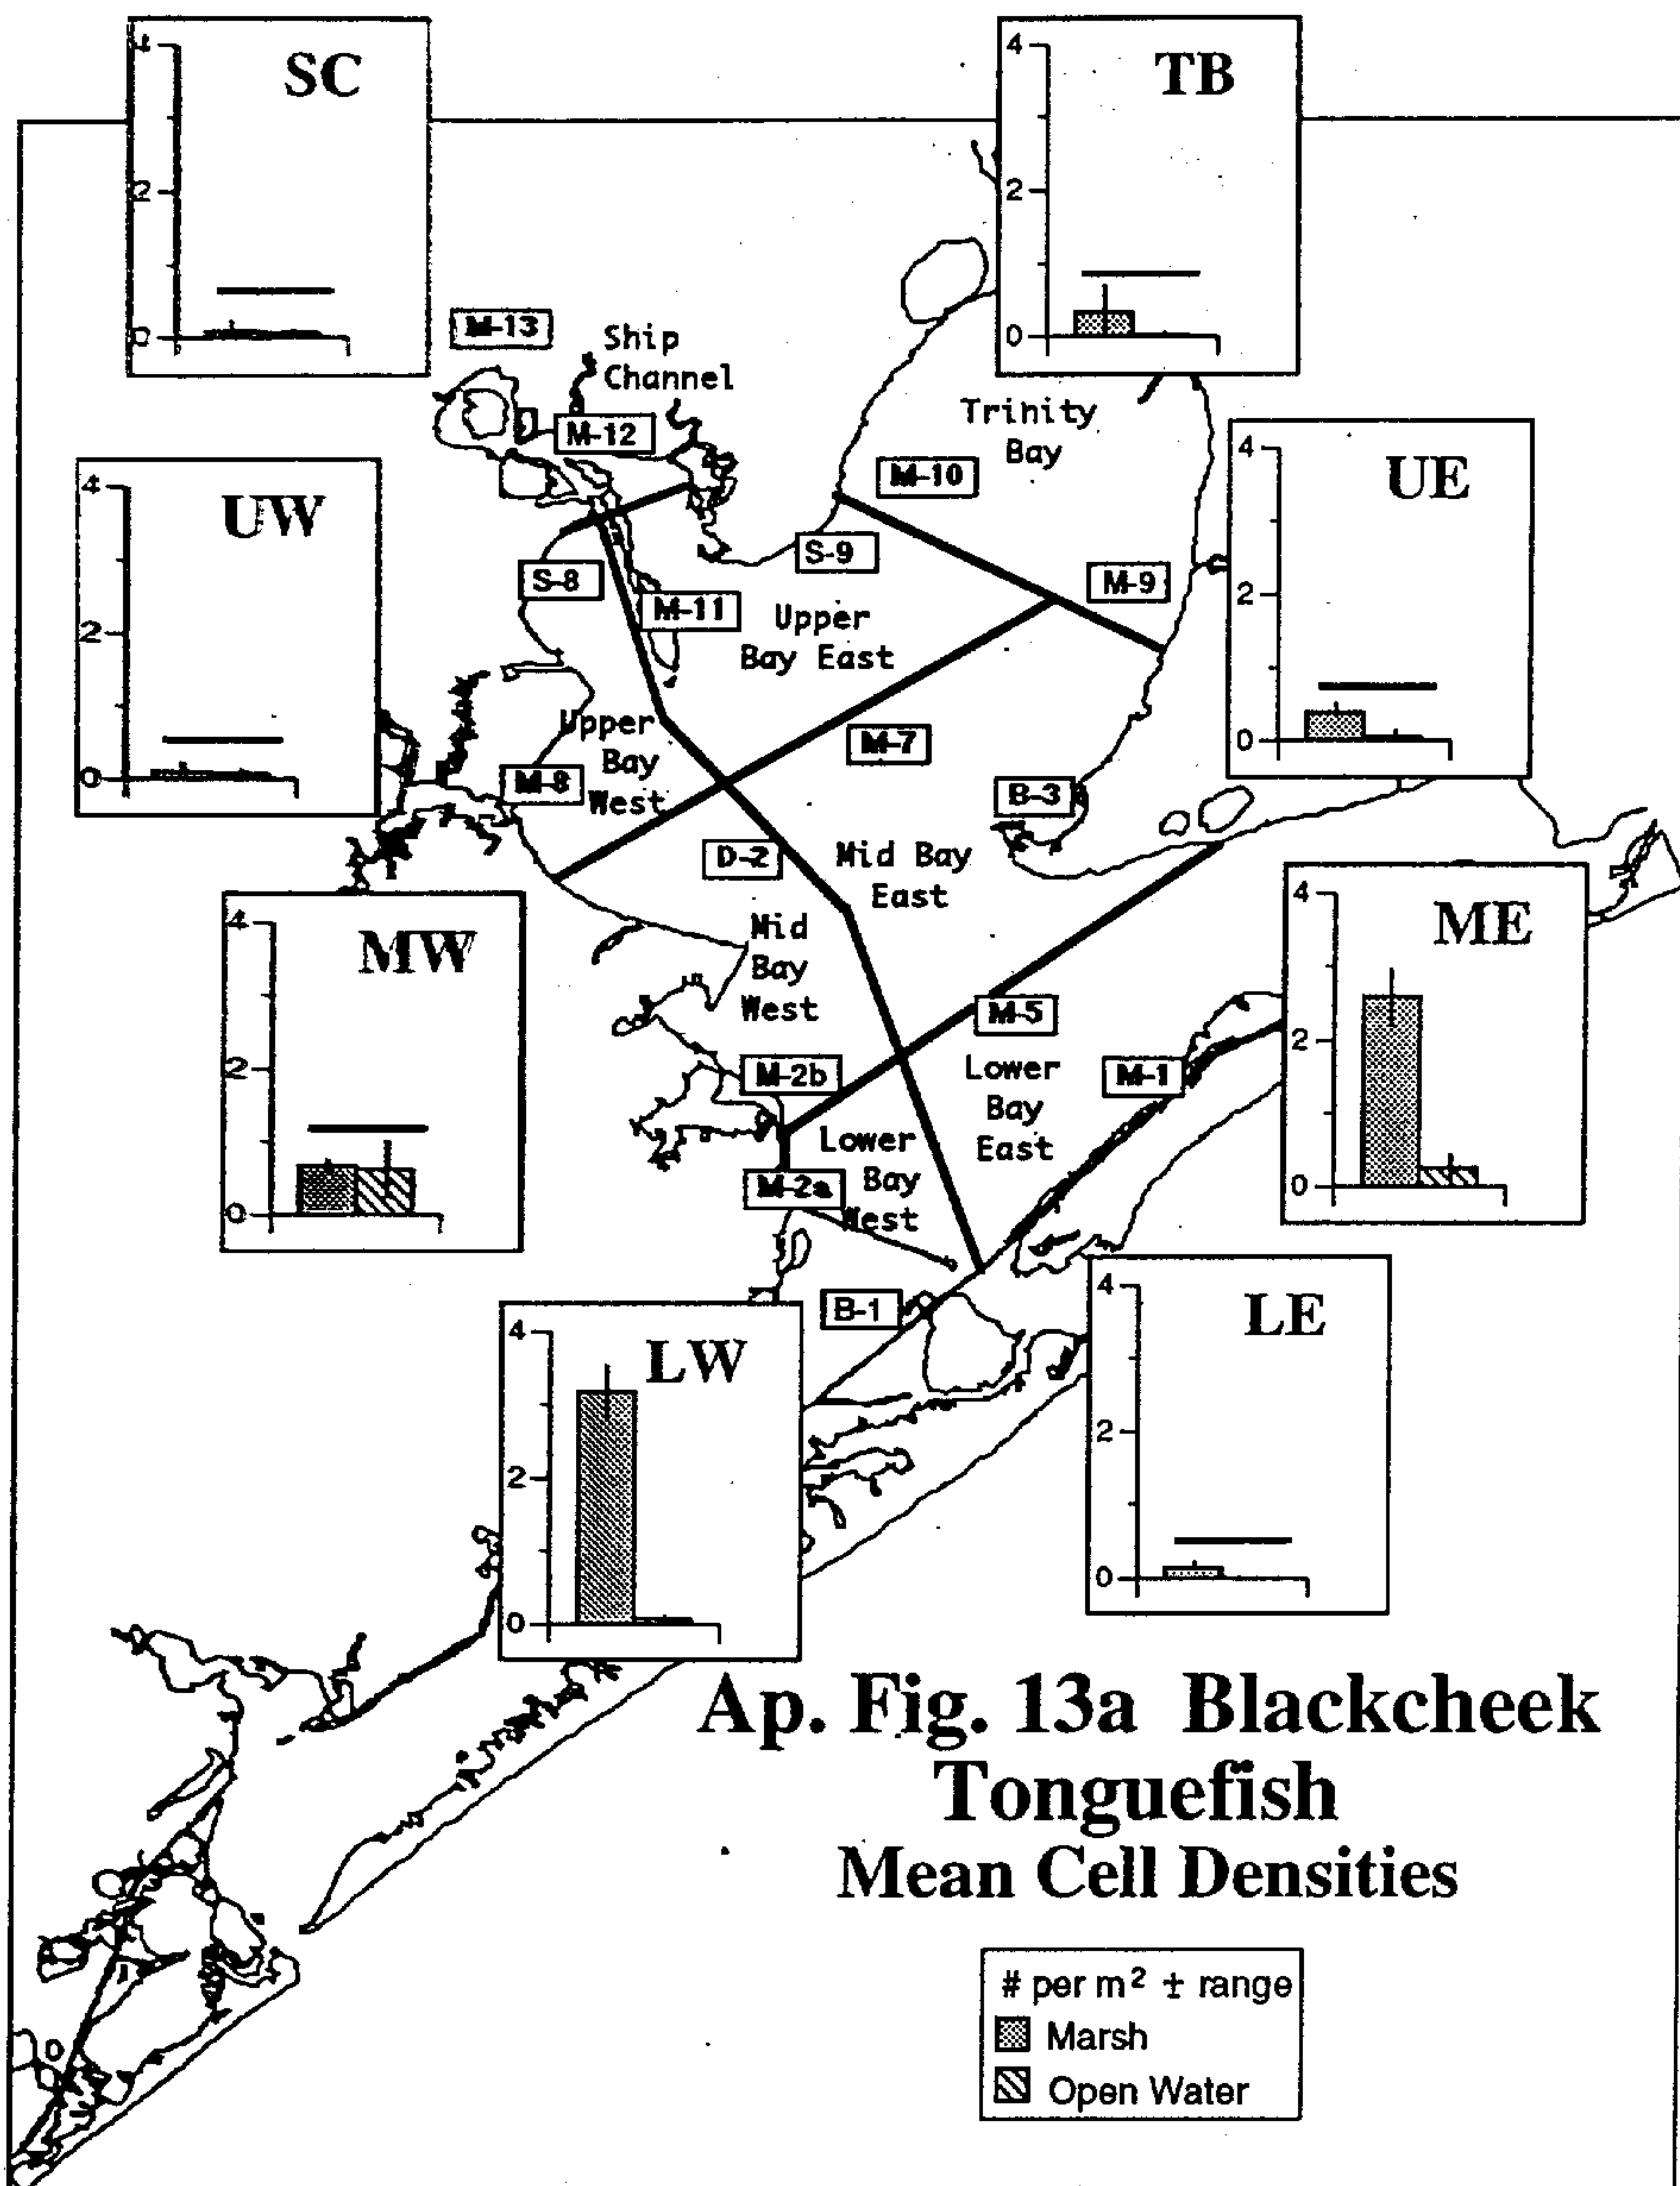 SC
4
2
0
TB
4
2
0
M-13
Ship
Channel
M-12
Trinity
Bay
M-10
UE
4
2
0
UW
4
2
0
S-9
S-8
M-9
M-11
Upper
Bay East
Upper
Bay
West
M-7
M-8
B-3
D-2
Mid Bay
East
MW
4
2
0
Mid
Bay
West
ME
4
2
0
M-5
M-2b
Lower
Bay
East
M-1
Lower
Bay
West
M-2a
B-1
LE
4
2
0
LW
4
2
0
Ap. Fig. 13a Blackcheek
Tonguefish
Mean Cell Densities
# per m² ± range
Marsh
Open Water